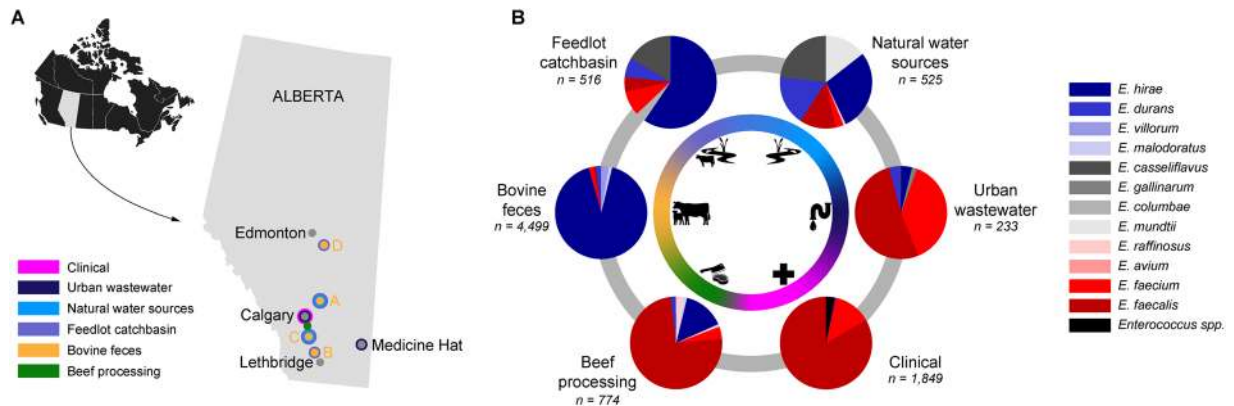 A
ALBERTA
Edmonton
D
A
Calgary
C
B
Lethbridge
Medicine Hat
Clinical
Urban wastewater
Natural water sources
Feedlot catchbasin
Bovine feces
Beef processing
B
Feedlot
catchbasin
n = 516
Natural water
sources
n = 525
Bovine
feces
n = 4,499
Urban
wastewater
n = 233
Beef
processing
n = 774
Clinical
n = 1,849
E. hirae
E. durans
E. villorum
E. malodoratus
E. casseliflavus
E. gallinarum
E. columbae
E. mundtii
E. raffinosus
E. avium
E. faecium
E. faecalis
Enterococcus spp.